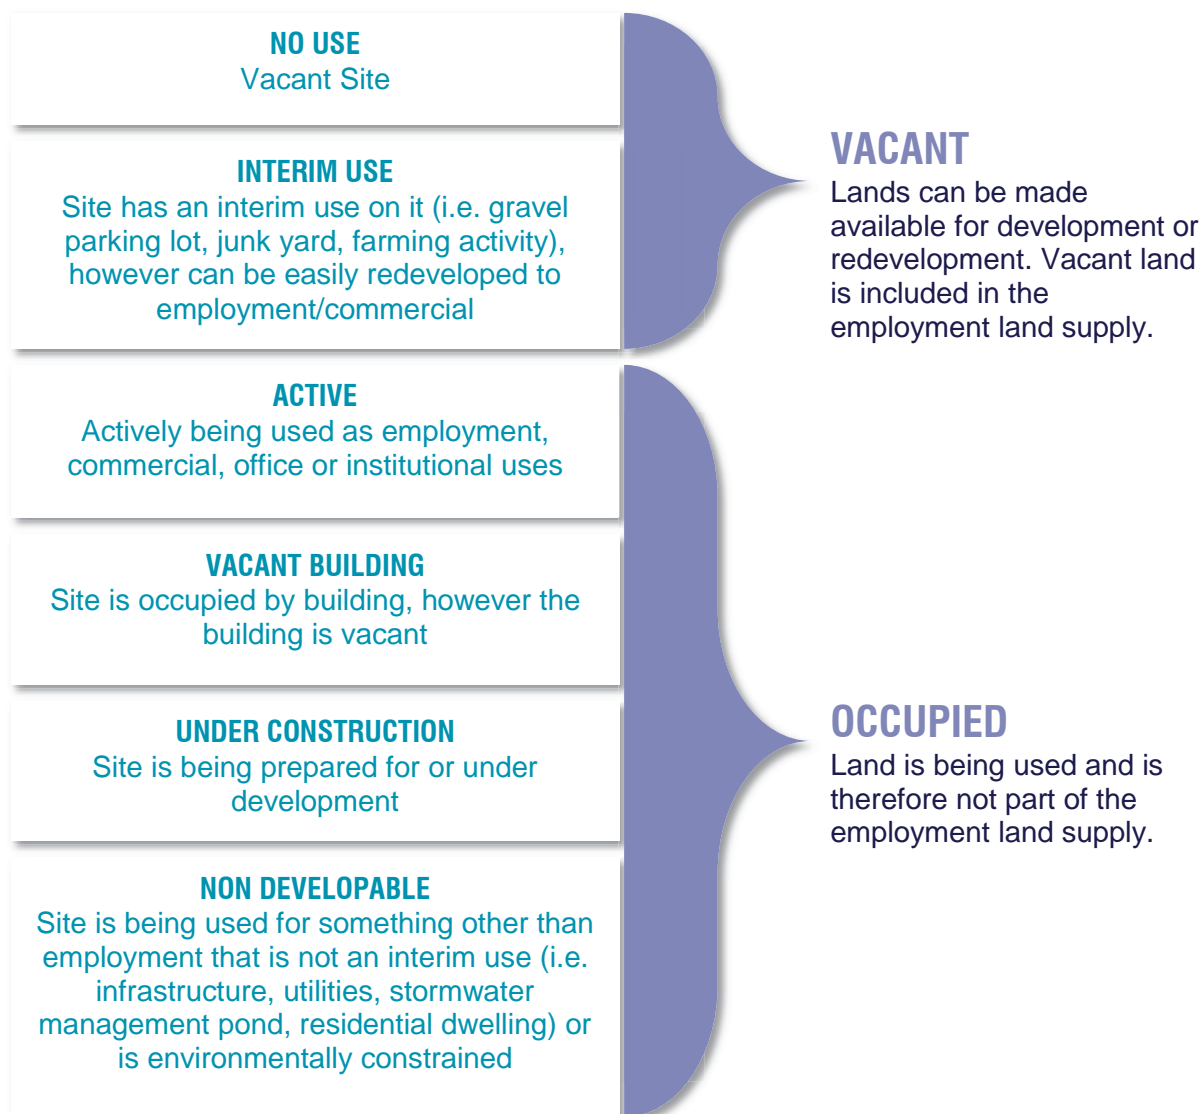 NO USE
Vacant Site
INTERIM USE
Site has an interim use on it (i.e. gravel
parking lot, junk yard, farming activity),
however can be easily redeveloped to
employment/commercial
VACANT
Lands can be made
available for development or
redevelopment. Vacant land
is included in the
employment land supply.
ACTIVE
Actively being used as employment,
commercial, office or institutional uses
VACANT BUILDING
Site is occupied by building, however the
building is vacant
UNDER CONSTRUCTION
Site is being prepared for or under
development
NON DEVELOPABLE
Site is being used for something other than
employment that is not an interim use (i.e.
infrastructure, utilities, stormwater
management pond, residential dwelling) or
is environmentally constrained
OCCUPIED
Land is being used and is
therefore not part of the
employment land supply.